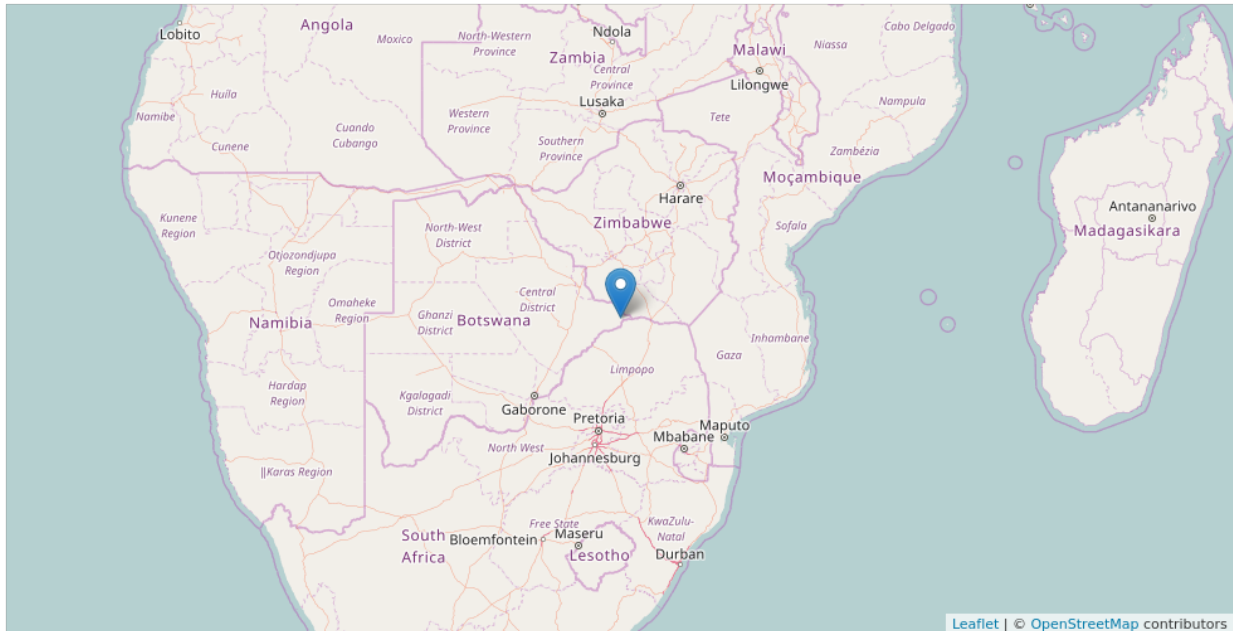 Angola
Lobito
Moxico
North-Western
Province
Ndola
Zambia
Central
Province
Malawi
Niassa
Cabo Delgado
Lilongwe
Huíla
Namibe
Cunene
Cuando
Cubango
Western
Province
Lusaka
Southern
Province
Tete
Nampula
Zambézia
Moçambique
Harare
Zimbabwe
Sofala
Antananarivo
Madagasikara
Kunene
Region
North-West
District
Otjozondjupa
Region
Omaheke
Region
Central
District
Namibia
Ghanzi
District
Botswana
Inhambane
Gaza
Limpopo
Hardap
Region
Kgalagadi
District
Gaborone
Pretoria
Maputo
Mbabane
North West
Johannesburg
||Karas Region
South
Africa
Bloemfontein
Free State
Maseru
Lesotho
KwaZulu-
Natal
Durban
Leaflet | © OpenStreetMap contributors